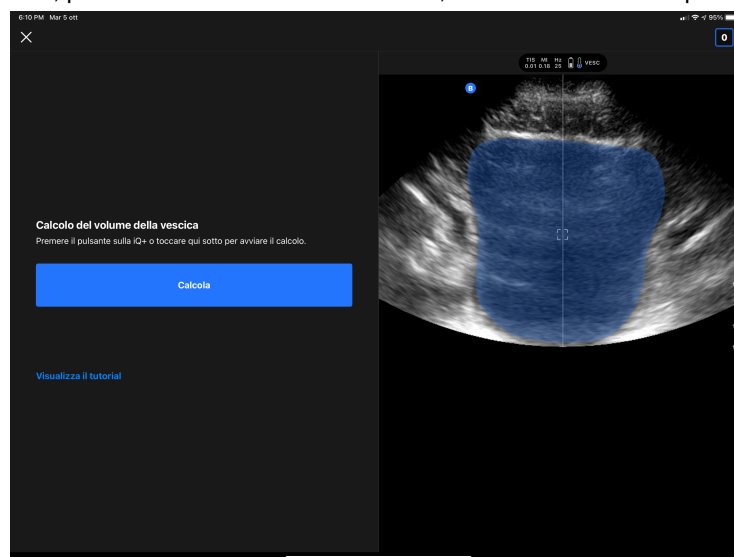 6:10 PM Mar 5 ott
95%
0
TIS MI Hz
0.01 0.18 25 VESC
B
Calcolo del volume della vescica
Premere il pulsante sulla iQ+ o toccare qui sotto per avviare il calcolo.
Calcola
Visualizza il tutorial